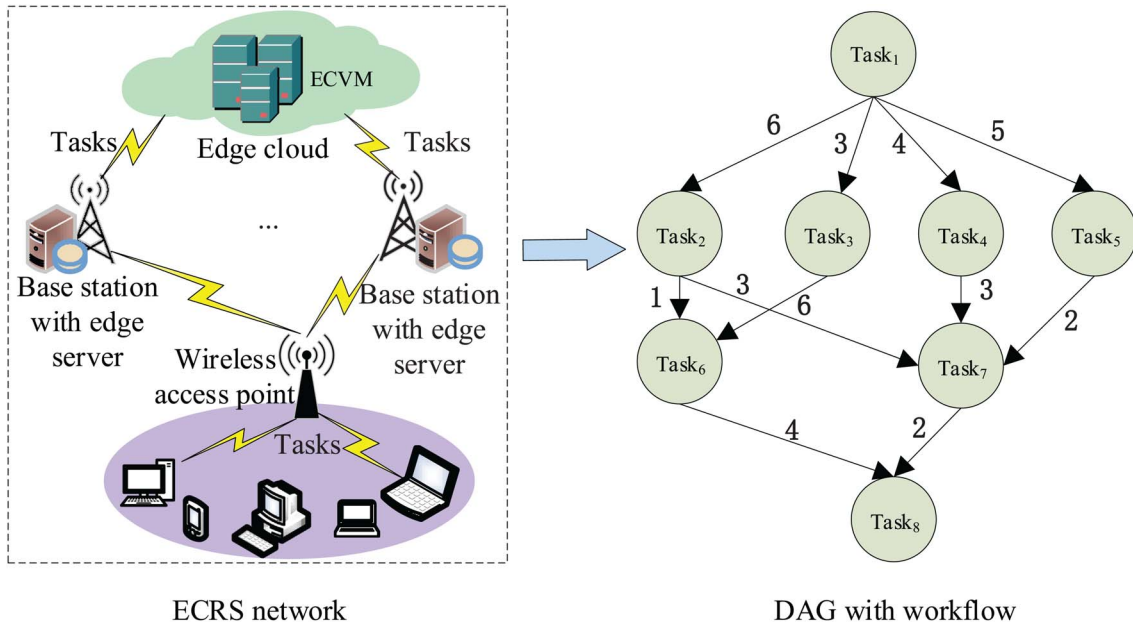 ECVM
Edge cloud
Tasks
Tasks
...
Base station
with edge
server
Base station
with edge
server
Wireless
access point
Tasks
ECRS network
Task₁
6
3
4
5
Task₂
Task₃
Task₄
Task₅
1
3
6
3
2
Task₆
Task₇
4
2
Task₈
DAG with workflow